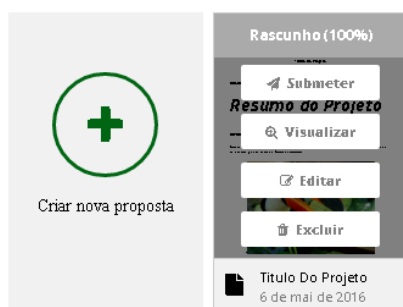 Criar nova proposta
Rascunho (100%)
Submeter
Resumo do Projeto
Visualizar
Editar
Excluir
Titulo Do Projeto
6 de mai de 2016